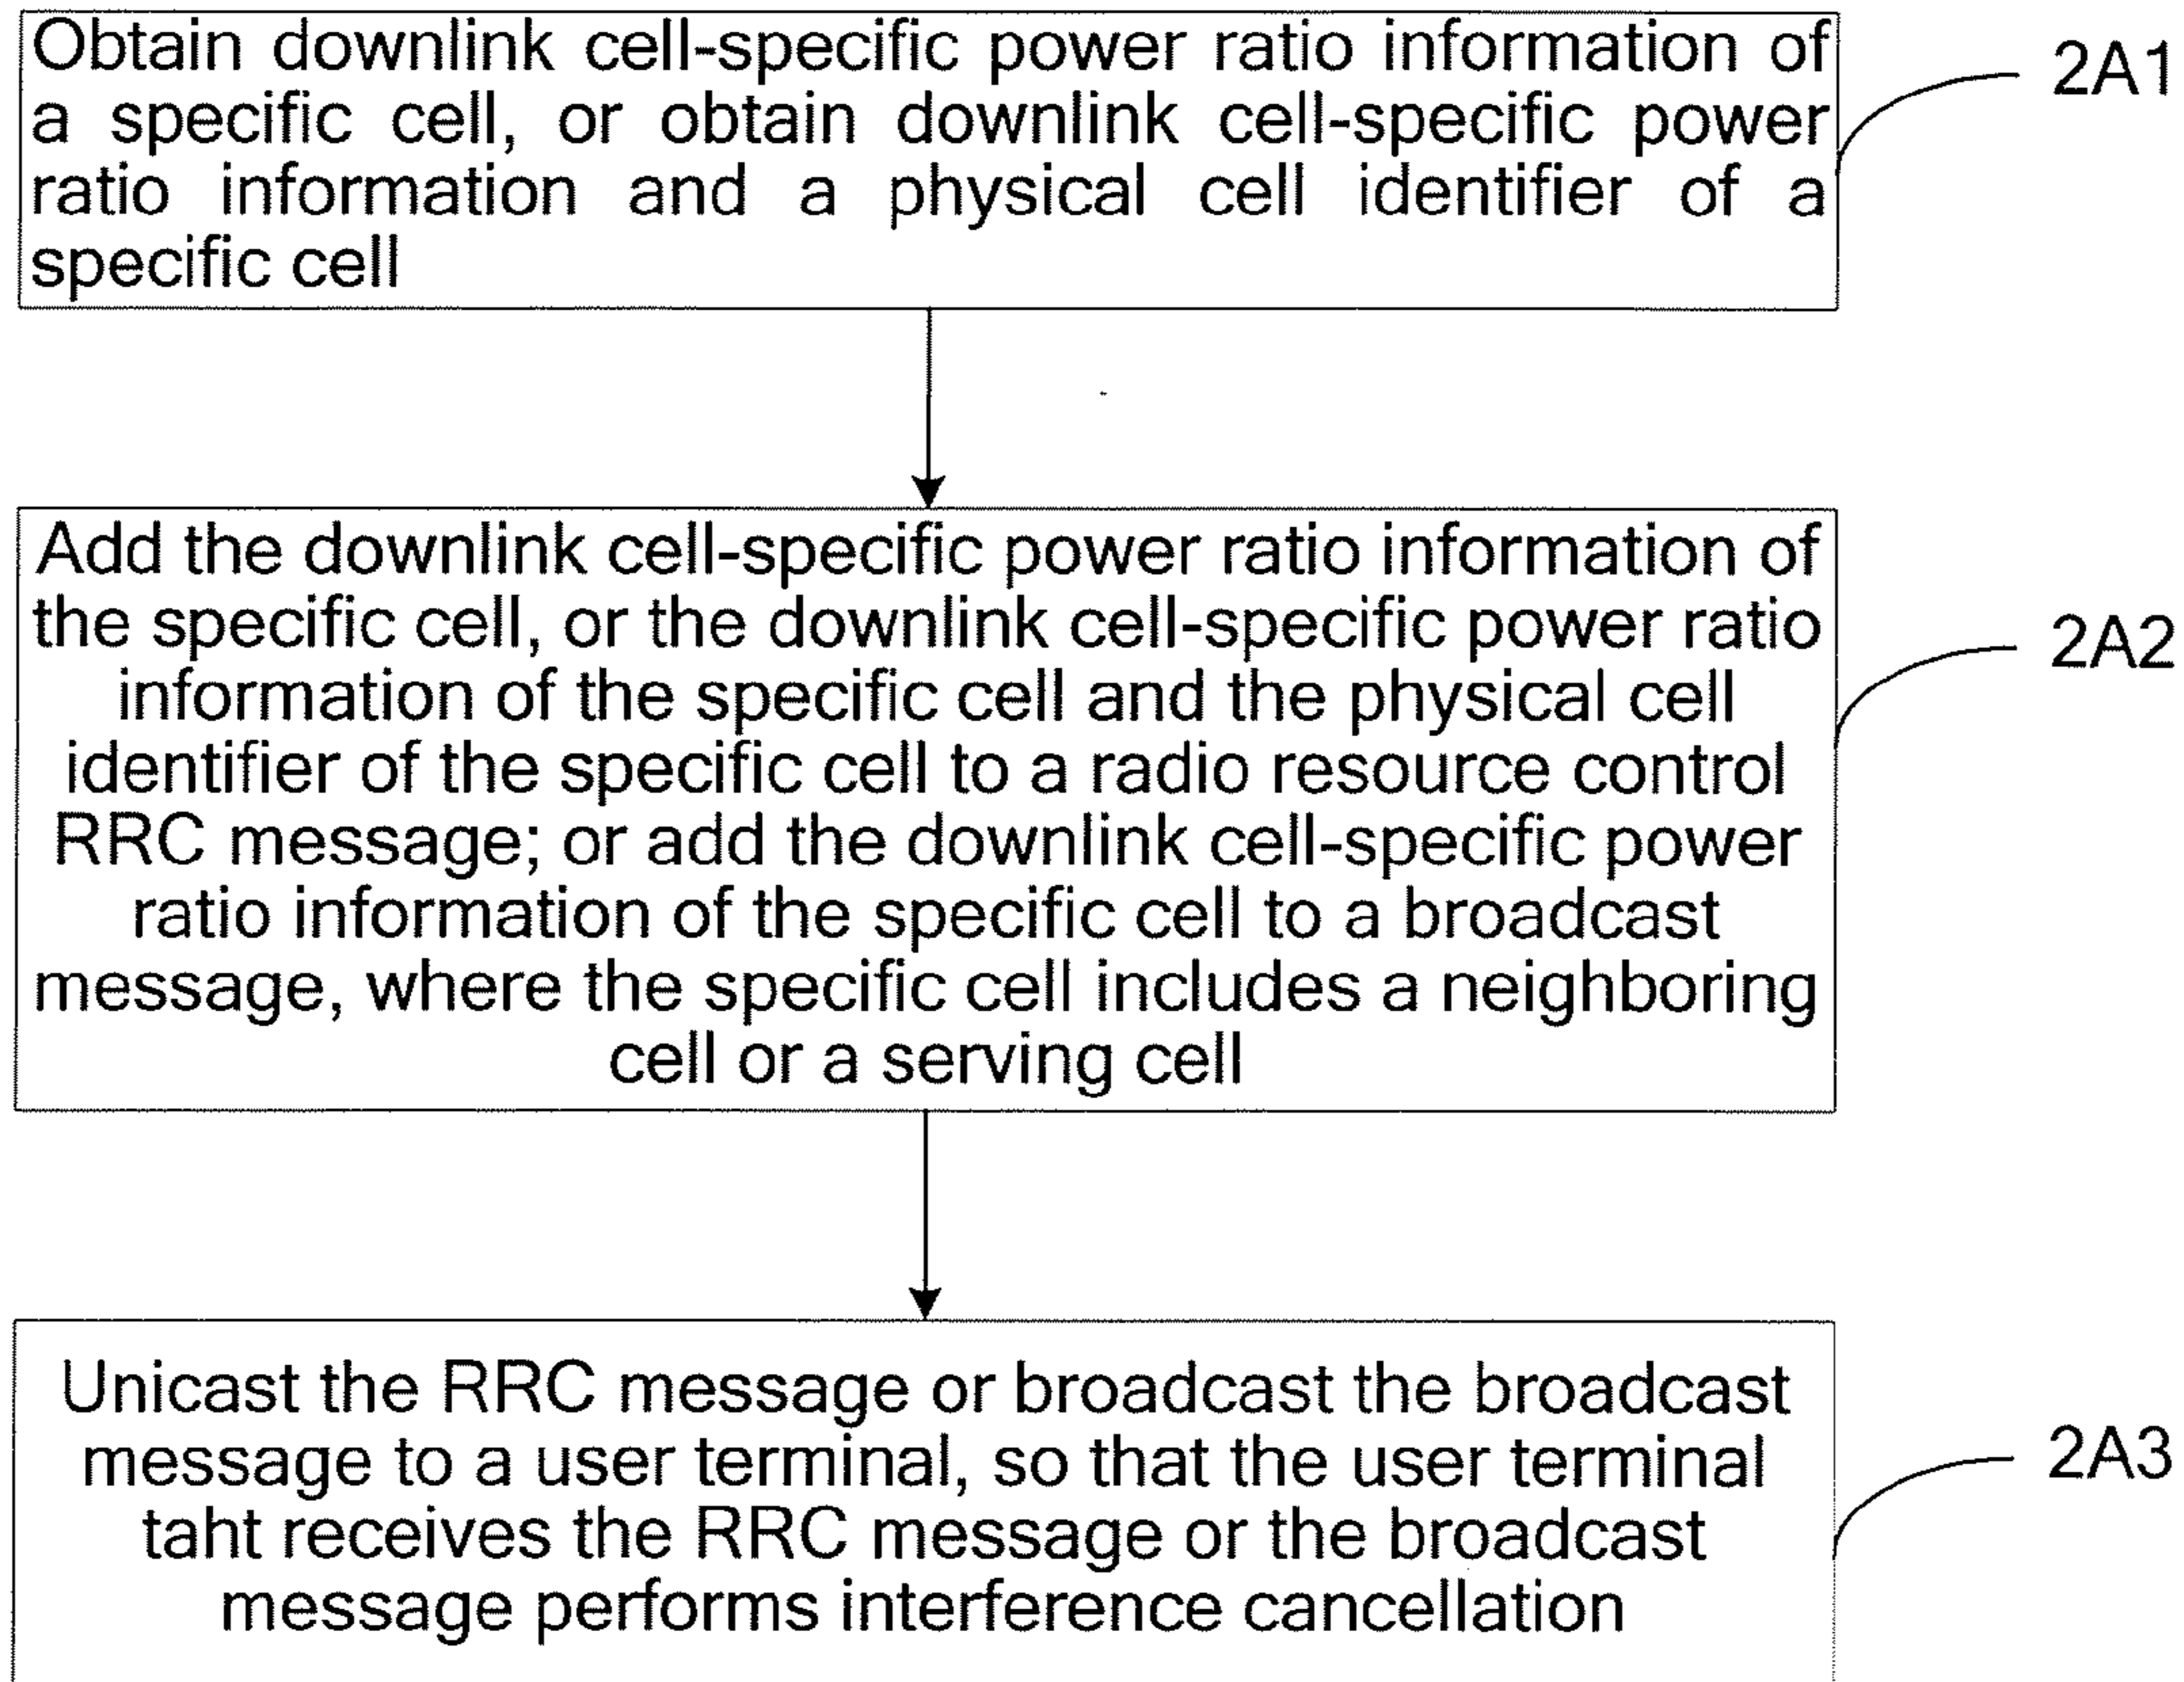 Obtain downlink cell-specific power ratio information of
a specific cell, or obtain downlink cell-specific power
ratio information and a physical cell identifier of a
specific cell
2A1
Add the downlink cell-specific power ratio information of
the specific cell, or the downlink cell-specific power ratio
information of the specific cell and the physical cell
identifier of the specific cell to a radio resource control
RRC message; or add the downlink cell-specific power
ratio information of the specific cell to a broadcast
message, where the specific cell includes a neighboring
cell or a serving cell
2A2
Unicast the RRC message or broadcast the broadcast
message to a user terminal, so that the user terminal
taht receives the RRC message or the broadcast
message performs interference cancellation
2A3